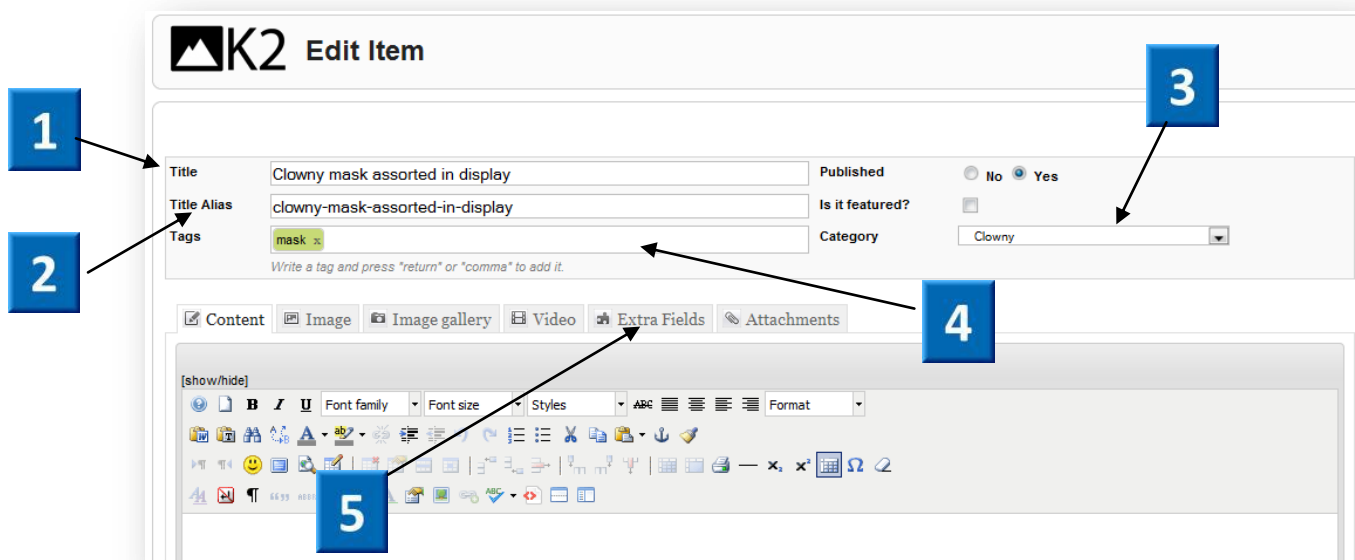 K2 Edit Item
3
1
Title Clowny mask assorted in display Published No Yes
Title Alias clowny-mask-assorted-in-display Is it featured?
Tags mask x Category Clowny
Write a tag and press "return" or "comma" to add it.
2
4
Content Image Image gallery Video Extra Fields Attachments
[show/hide]
B I U Font family Font size Styles ABC Format
5